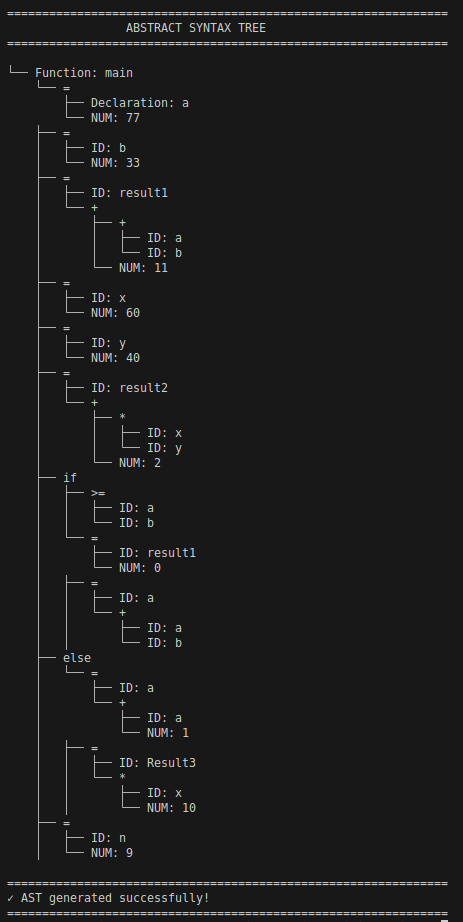 ===============================================================
ABSTRACT SYNTAX TREE
===============================================================
└── Function: main
    └── =
        ├── Declaration: a
        └── NUM: 77
    ├── =
    │   ├── ID: b
    │   └── NUM: 33
    ├── =
    │   ├── ID: result1
    │   └── +
    │       ├── +
    │       │   ├── ID: a
    │       │   └── ID: b
    │       └── NUM: 11
    ├── =
    │   ├── ID: x
    │   └── NUM: 60
    ├── =
    │   ├── ID: y
    │   └── NUM: 40
    ├── =
    │   ├── ID: result2
    │   └── +
    │       ├── *
    │       │   ├── ID: x
    │       │   └── ID: y
    │       └── NUM: 2
    ├── if
    │   ├── >=
    │   │   ├── ID: a
    │   │   └── ID: b
    │   └── =
    │       ├── ID: result1
    │       └── NUM: 0
    │   ├── =
    │   │   ├── ID: a
    │   │   └── +
    │   │       ├── ID: a
    │   │       └── ID: b
    ├── else
    │   └── =
    │       ├── ID: a
    │       └── +
    │           ├── ID: a
    │           └── NUM: 1
    │   ├── =
    │   │   ├── ID: Result3
    │   │   └── *
    │   │       ├── ID: x
    │   │       └── NUM: 10
    ├── =
    │   ├── ID: n
    │   └── NUM: 9
===============================================================
✓ AST generated successfully!
===============================================================